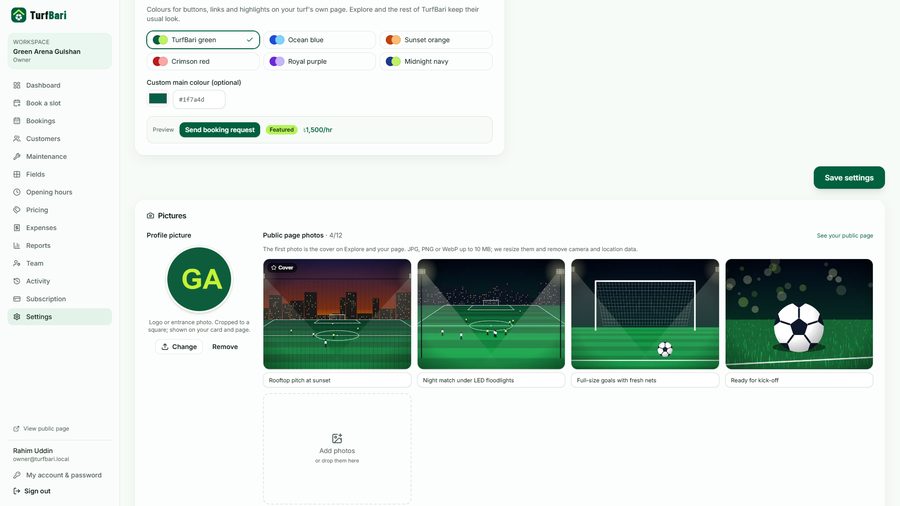 TurfBari
WORKSPACE
Green Arena Gulshan
Owner
Dashboard
Book a slot
Bookings
Customers
Maintenance
Fields
Opening hours
Pricing
Expenses
Reports
Team
Activity
Subscription
Settings
View public page
Rahim Uddin
owner@turfbari.local
My account & password
Sign out
Colours for buttons, links and highlights on your turf's own page. Explore and the rest of TurfBari keep their
usual look.
TurfBari green
Ocean blue
Sunset orange
Crimson red
Royal purple
Midnight navy
Custom main colour (optional)
#1f7a4d
Preview
Send booking request
Featured
৳1,500/hr
Save settings
Pictures
Profile picture
GA
Logo or entrance photo. Cropped to a
square; shown on your card and page.
Change
Remove
Public page photos · 4/12
See your public page
The first photo is the cover on Explore and your page. JPG, PNG or WebP up to 10 MB; we resize them and remove camera and location data.
Cover
Rooftop pitch at sunset
Night match under LED floodlights
Full-size goals with fresh nets
Ready for kick-off
Add photos
or drop them here